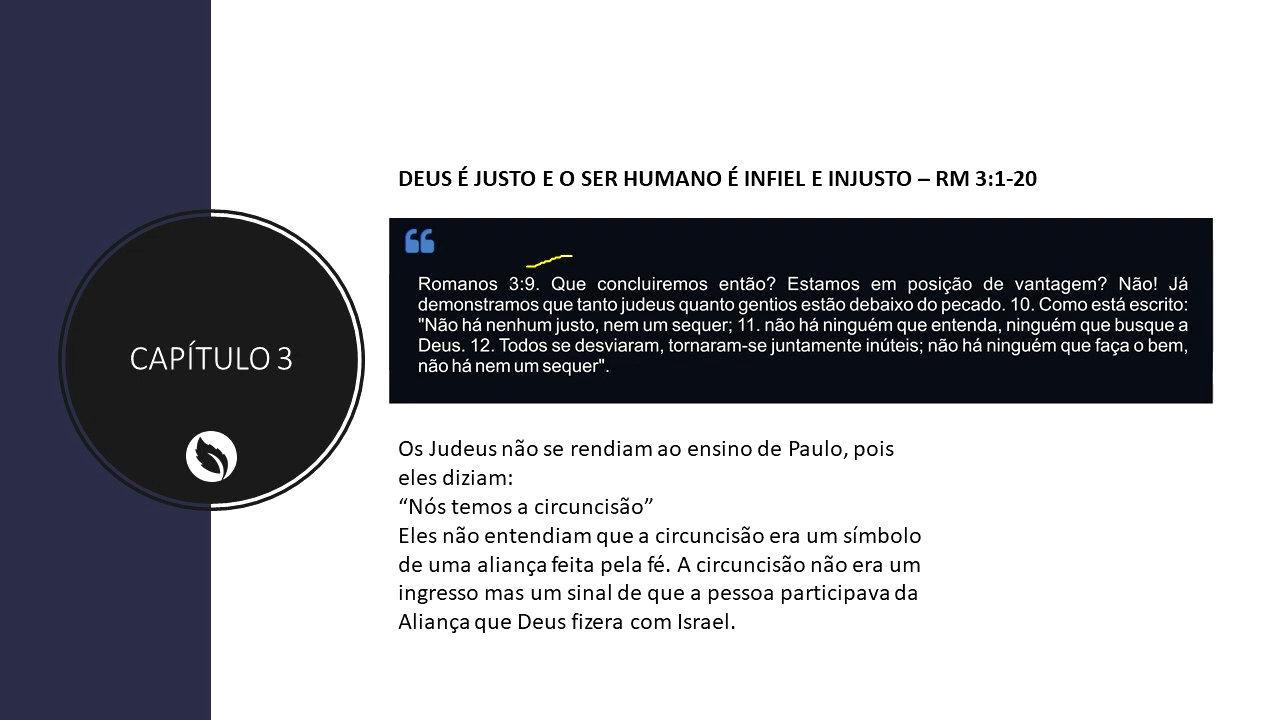 DEUS É JUSTO E O SER HUMANO É INFIEL E INJUSTO – RM 3:1-20
Romanos 3:9. Que concluiremos então? Estamos em posição de vantagem? Não! Já
demonstramos que tanto judeus quanto gentios estão debaixo do pecado. 10. Como está escrito:
"Não há nenhum justo, nem um sequer; 11. não há ninguém que entenda, ninguém que busque a
Deus. 12. Todos se desviaram, tornaram-se juntamente inúteis; não há ninguém que faça o bem,
não há nem um sequer".
CAPÍTULO 3
Os Judeus não se rendiam ao ensino de Paulo, pois
eles diziam:
“Nós temos a circuncisão”
Eles não entendiam que a circuncisão era um símbolo
de uma aliança feita pela fé. A circuncisão não era um
ingresso mas um sinal de que a pessoa participava da
Aliança que Deus fizera com Israel.